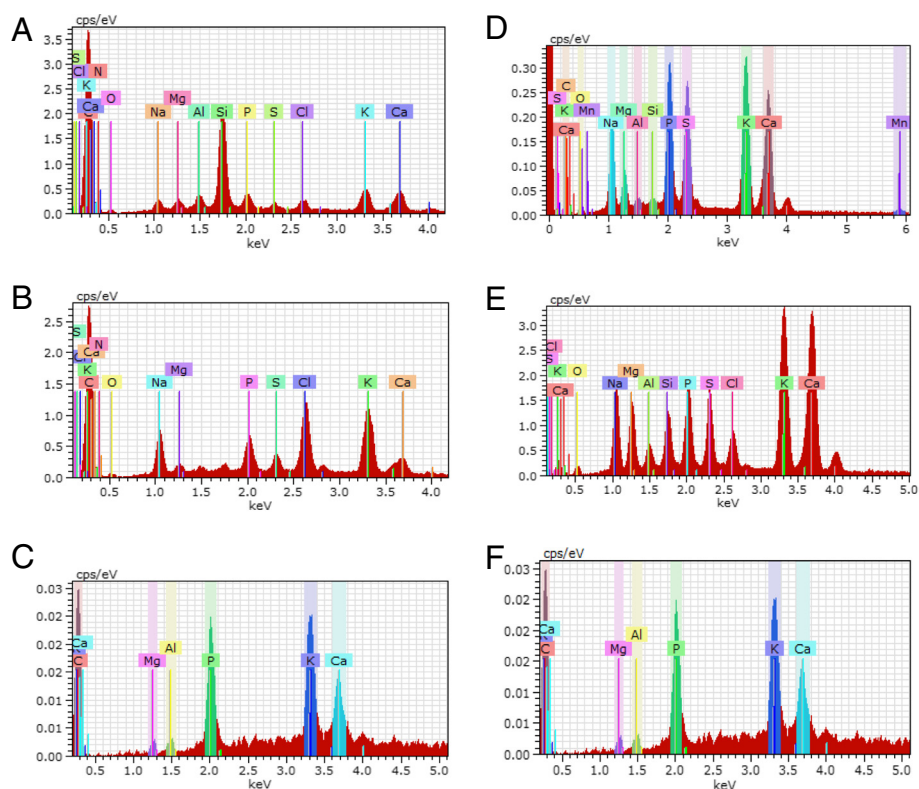 A
cps/eV
3.5
3.0
2.5
2.0
1.5
1.0
0.5
0.0
S
Cl N
K
Ca
C O Na Mg Al Si P S Cl K Ca
0.5 1.0 1.5 2.0 2.5 3.0 3.5 4.0
keV
D
cps/eV
0.30
0.25
0.20
0.15
0.10
0.05
0.00
C
S O
K Mn Na Mg Al Si P S K Ca Mn
Ca
0 1 2 3 4 5 6
keV
B
cps/eV
2.5
2.0
1.5
1.0
0.5
0.0
S
N
Cl Ca
K
C O Na Mg P S Cl K Ca
0.5 1.0 1.5 2.0 2.5 3.0 3.5 4.0
keV
E
cps/eV
3.0
2.5
2.0
1.5
1.0
0.5
0.0
Cl
S
K O Na Mg Al Si P S Cl K Ca
Ca
0.5 1.0 1.5 2.0 2.5 3.0 3.5 4.0 4.5 5.0
keV
C
cps/eV
0.03
0.02
0.02
0.01
0.01
0.00
Ca
C Mg Al P K Ca
0.5 1.0 1.5 2.0 2.5 3.0 3.5 4.0 4.5 5.0
keV
F
cps/eV
0.03
0.02
0.02
0.01
0.01
0.00
Ca
K
C Mg Al P K Ca
0.5 1.0 1.5 2.0 2.5 3.0 3.5 4.0 4.5 5.0
keV